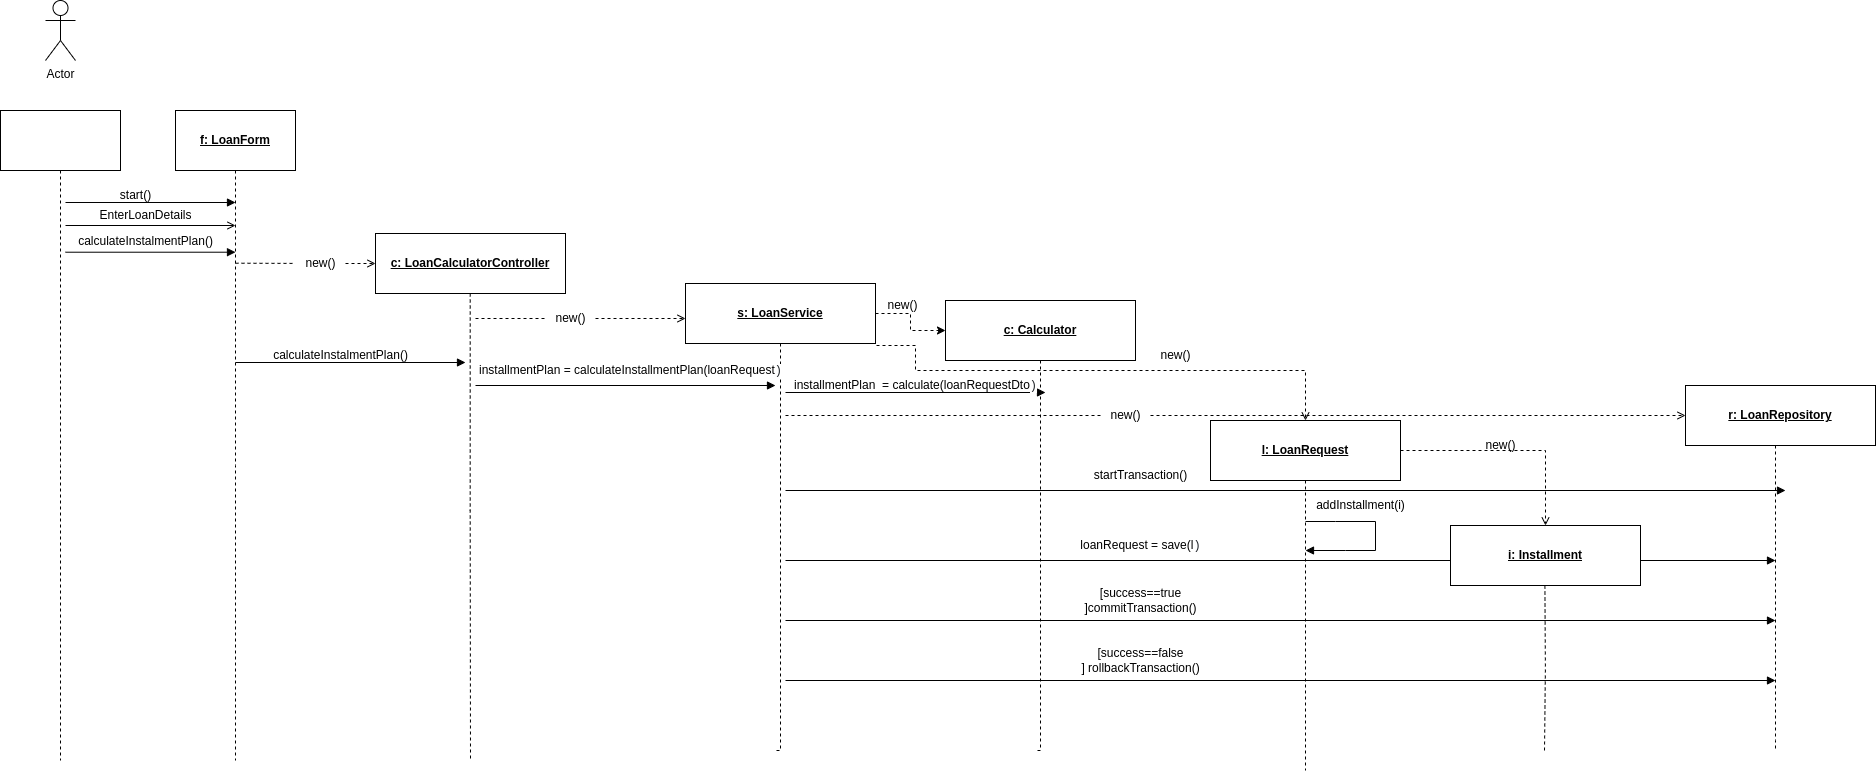 Actor
f: LoanForm
start()
EnterLoanDetails
calculateInstalmentPlan()
new()
c: LoanCalculatorController
new()
s: LoanService
new()
c: Calculator
new()
calculateInstalmentPlan()
installmentPlan = calculateInstallmentPlan(loanRequest)
installmentPlan = calculate(loanRequestDto)
new()
r: LoanRepository
l: LoanRequest
new()
startTransaction()
addInstallment(i)
loanRequest = save(l)
i: Installment
[success==true
]commitTransaction()
[success==false
] rollbackTransaction()